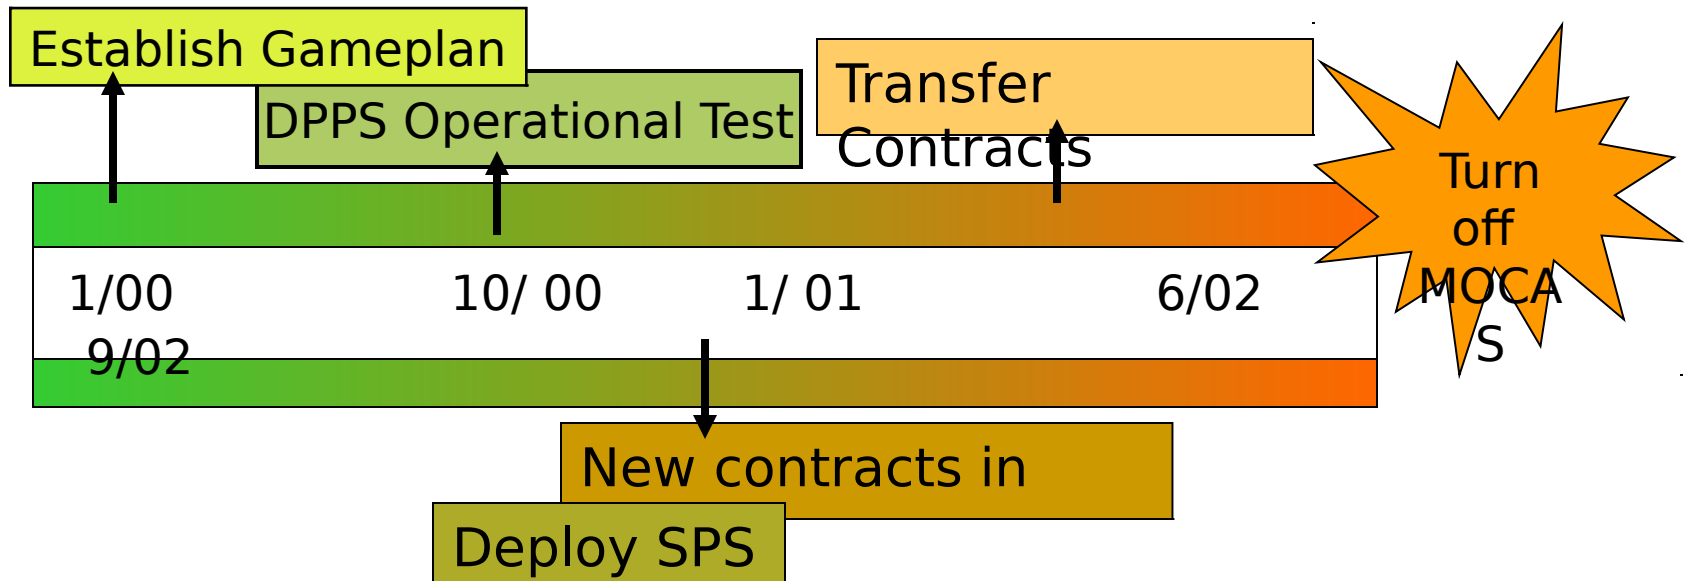 Establish Gameplan
DPPS Operational Test
Transfer
Contracts
Turn
off
MOCA
S
1/00 10/ 00 1/ 01 6/02
9/02
New contracts in
Deploy SPS